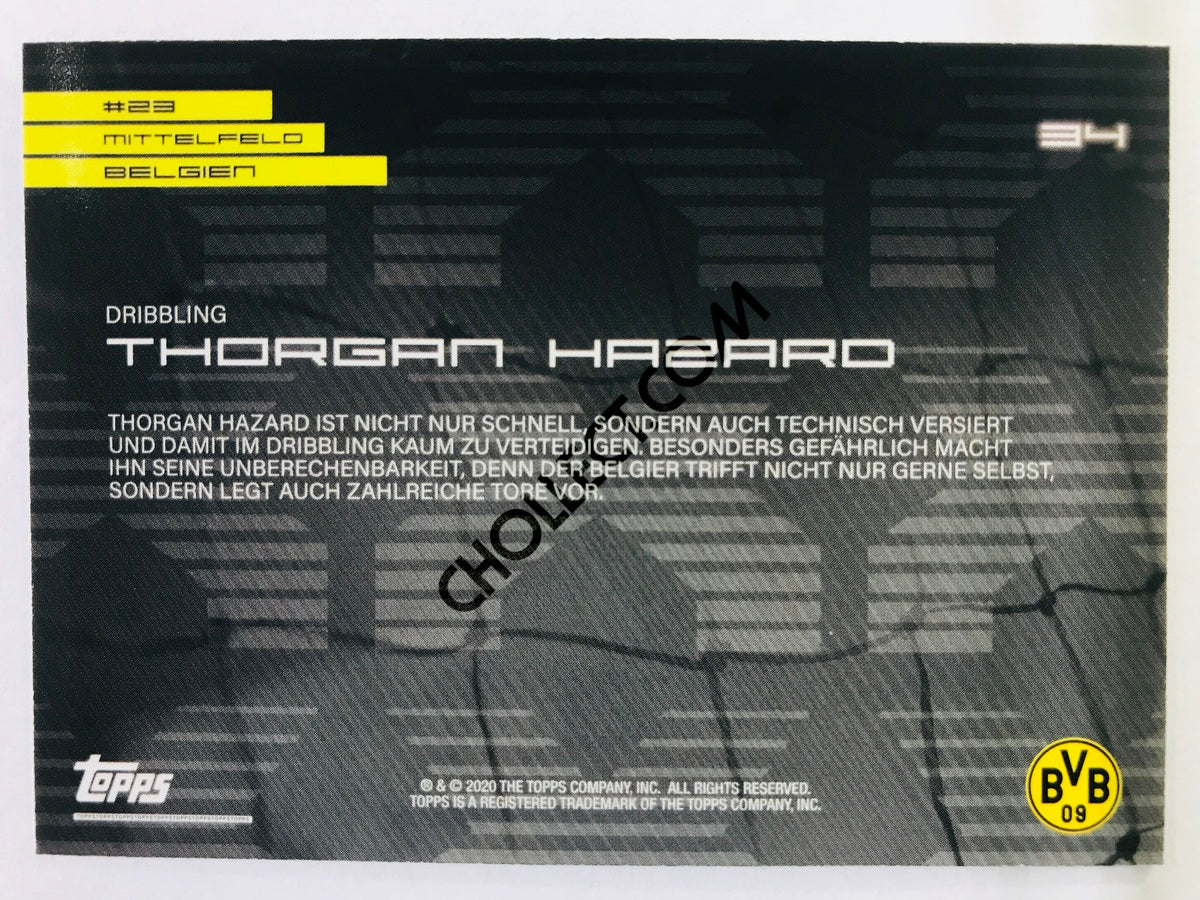 #23
MITTELFELD
BELGIEN
34
DRIBBLING
THORGAN HAZARD
THORGAN HAZARD IST NICHT NUR SCHNELL, SONDERN AUCH TECHNISCH VERSIERT
UND DAMIT IM DRIBBLING KAUM ZU VERTEIDIGEN. BESONDERS GEFÄHRLICH MACHT
IHN SEINE UNBERECHENBARKEIT, DENN DER BELGIER TRIFFT NICHT NUR GERNE SELBST,
SONDERN LEGT AUCH ZAHLREICHE TORE VOR.
CHOLLECT.COM
Topps
TOPPSTOPPSTOPPSTOPPSTOPPSTOPPSTOPPSTOPPSTOPPS
® & © 2020 THE TOPPS COMPANY, INC. ALL RIGHTS RESERVED.
TOPPS IS A REGISTERED TRADEMARK OF THE TOPPS COMPANY, INC.
BVB
09